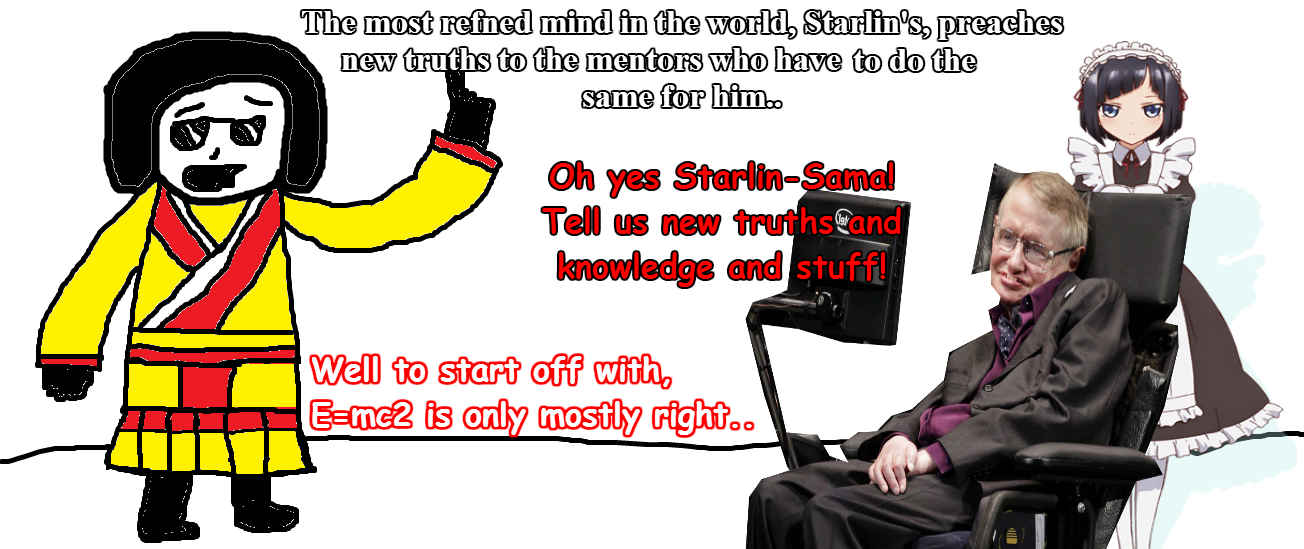 The most refned mind in the world, Starlin's, preaches
new truths to the mentors who have to do the
same for him..
Oh yes Starlin-Sama!
Tell us new truths and
knowledge and stuff!
Well to start off with,
E=mc2 is only mostly right..